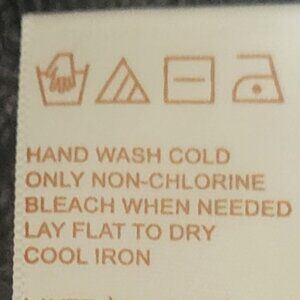 HAND WASH COLD
ONLY NON-CHLORINE
BLEACH WHEN NEEDED
LAY FLAT TO DRY
COOL IRON